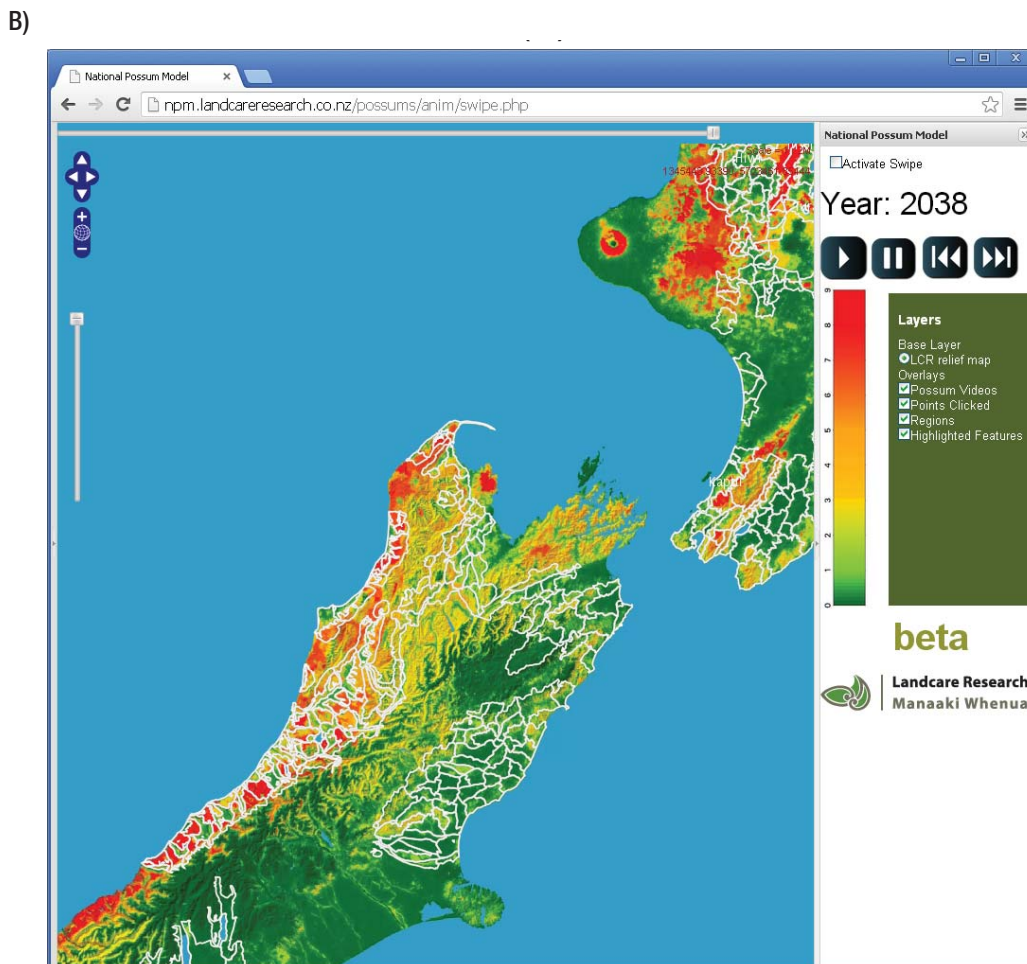 B)
National Possum Model
npm.landcareresearch.co.nz/possums/anim/swipe.php
National Possum Model
Activate Swipe
Year: 2038
9
8
7
6
5
4
3
2
1
0
Layers
Base Layer
LCR relief map
Overlays
Possum Videos
Points Clicked
Regions
Highlighted Features
Kapiti
beta
Landcare Research
Manaaki Whenua